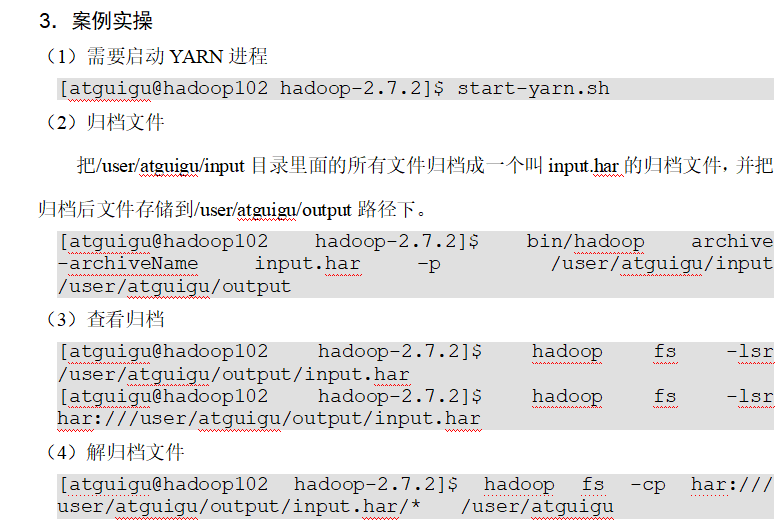 3．案例实操
（1）需要启动 YARN 进程
[atguigu@hadoop102 hadoop-2.7.2]$ start-yarn.sh
（2）归档文件
把/user/atguigu/input 目录里面的所有文件归档成一个叫 input.har 的归档文件，并把
归档后文件存储到/user/atguigu/output 路径下。
[atguigu@hadoop102 hadoop-2.7.2]$ bin/hadoop archive
-archiveName input.har -p /user/atguigu/input
/user/atguigu/output
（3）查看归档
[atguigu@hadoop102 hadoop-2.7.2]$ hadoop fs -lsr
/user/atguigu/output/input.har
[atguigu@hadoop102 hadoop-2.7.2]$ hadoop fs -lsr
har:///user/atguigu/output/input.har
（4）解归档文件
[atguigu@hadoop102 hadoop-2.7.2]$ hadoop fs -cp har:///
user/atguigu/output/input.har/* /user/atguigu